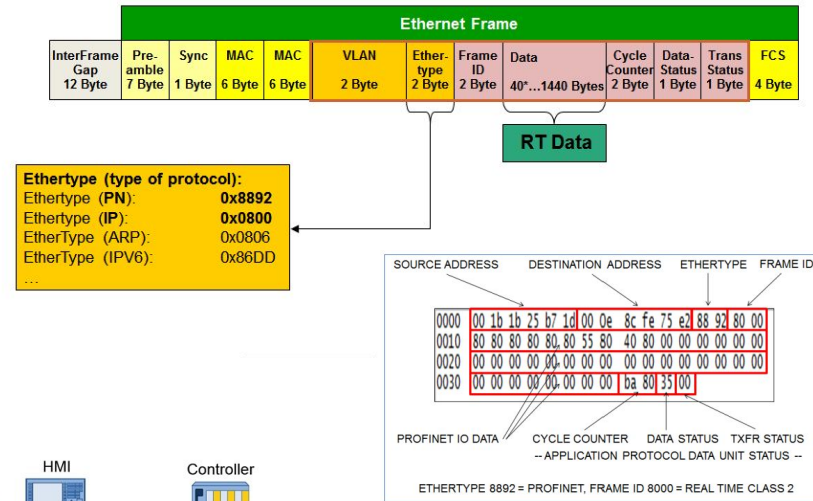 Ethernet Frame
InterFrame Gap 12 Byte
Pre-amble 7 Byte
Sync 1 Byte
MAC 6 Byte
MAC 6 Byte
VLAN 2 Byte
Ether-type 2 Byte
Frame ID 2 Byte
Data 40*...1440 Bytes
Cycle Counter 2 Byte
Data-Status 1 Byte
Trans Status 1 Byte
FCS 4 Byte
RT Data
Ethertype (type of protocol):
Ethertype (PN): 0x8892
Ethertype (IP): 0x0800
EtherType (ARP): 0x0806
EtherType (IPV6): 0x86DD
...
SOURCE ADDRESS DESTINATION ADDRESS ETHERTYPE FRAME ID
0000 00 1b 1b 25 b7 1d 00 0e 8c fe 75 e2 88 92 80 00
0010 80 80 80 80 80 80 55 80 40 80 00 00 00 00 00 00
0020 00 00 00 00 00 00 00 00 00 00 00 00 00 00 00 00
0030 00 00 00 00 00 00 00 00 ba 80 35 00
PROFINET IO DATA CYCLE COUNTER DATA STATUS TXFR STATUS
-- APPLICATION PROTOCOL DATA UNIT STATUS --
ETHERTYPE 8892 = PROFINET, FRAME ID 8000 = REAL TIME CLASS 2
HMI
Controller